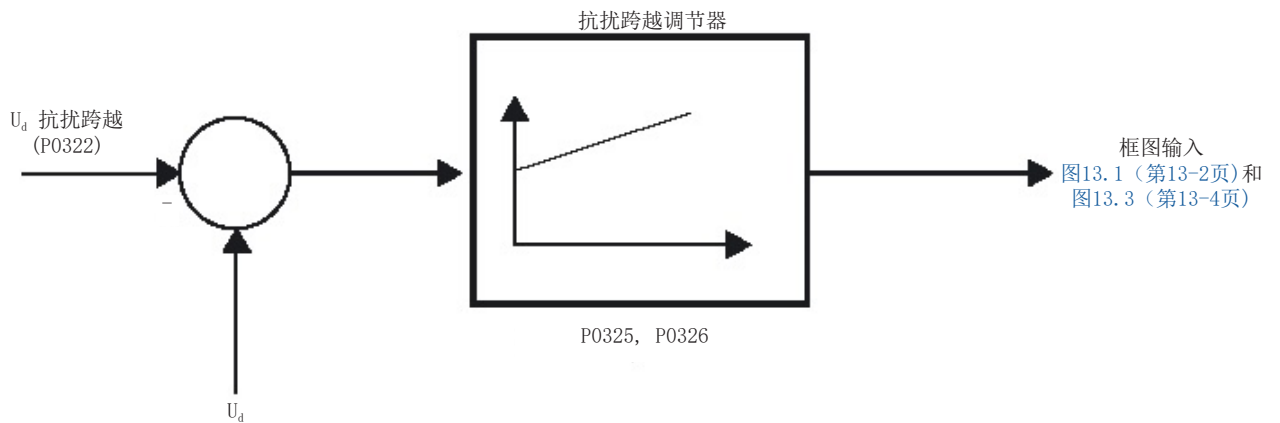 抗扰跨越调节器
Ud 抗扰跨越
(P0322)
框图输入
图13.1（第13-2页)和
图13.3（第13-4页)
−
P0325, P0326
Ud